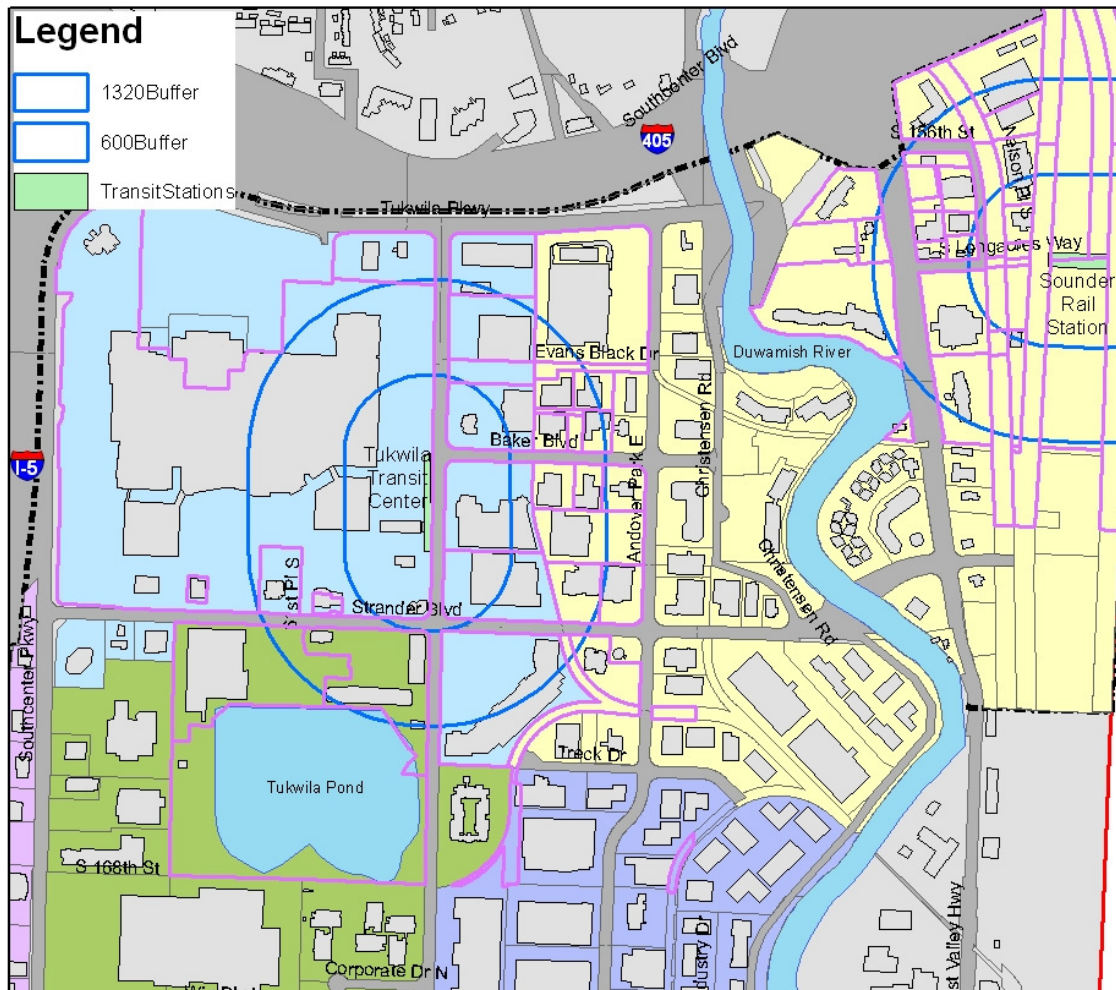 Legend
1320Buffer
600Buffer
TransitStations
Southcenter Blvd
405
S 156th St
Nelson Pl S
Tukwila Pkwy
S Longacres Way
Sounder
Rail
Station
Duwamish River
Evans Black Dr
Christensen Rd
Baker Blvd
Andover Park E
Tukwila
Transit
Center
I-5
Christensen Rd
Strander Blvd
Southcenter Pkwy
Treck Dr
Tukwila Pond
S 168th St
Corporate Dr N